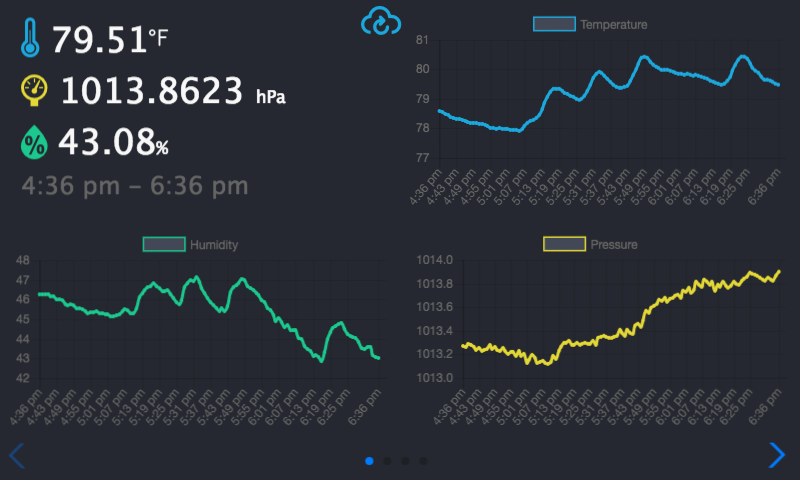 79.51°F
1013.8623 hPa
%
43.08%
4:36 pm – 6:36 pm
Temperature
81
80
79
78
77
4:36 pm
4:43 pm
4:49 pm
4:55 pm
5:01 pm
5:07 pm
5:13 pm
5:19 pm
5:25 pm
5:31 pm
5:37 pm
5:43 pm
5:49 pm
5:55 pm
6:01 pm
6:07 pm
6:13 pm
6:19 pm
6:25 pm
6:36 pm
Humidity
48
47
46
45
44
43
42
4:36 pm
4:43 pm
4:49 pm
4:55 pm
5:01 pm
5:07 pm
5:13 pm
5:19 pm
5:25 pm
5:31 pm
5:37 pm
5:43 pm
5:49 pm
5:55 pm
6:01 pm
6:07 pm
6:13 pm
6:19 pm
6:25 pm
6:36 pm
Pressure
1014.0
1013.8
1013.6
1013.4
1013.2
1013.0
4:36 pm
4:43 pm
4:49 pm
4:55 pm
5:01 pm
5:07 pm
5:13 pm
5:19 pm
5:25 pm
5:31 pm
5:37 pm
5:43 pm
5:49 pm
5:55 pm
6:01 pm
6:07 pm
6:13 pm
6:19 pm
6:25 pm
6:36 pm